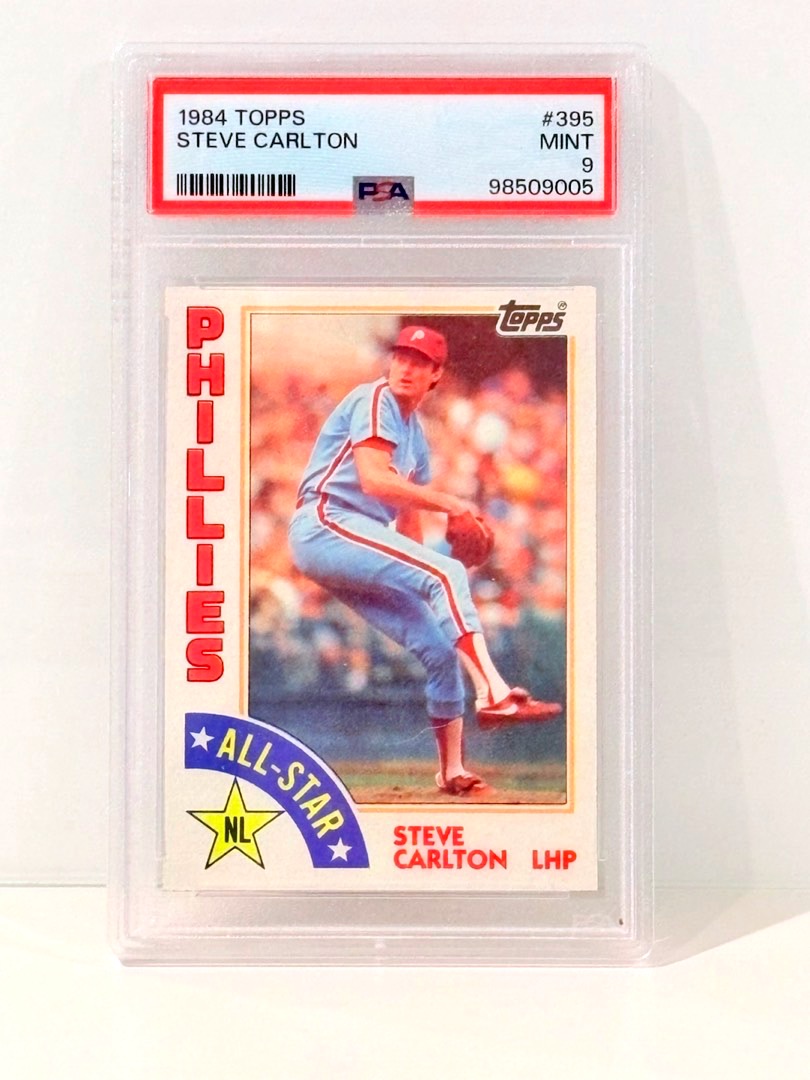 1984 TOPPS #395
STEVE CARLTON MINT
9
PSA 98509005
PHILLIES
Topps®
ALL-STAR
NL
STEVE
CARLTON LHP